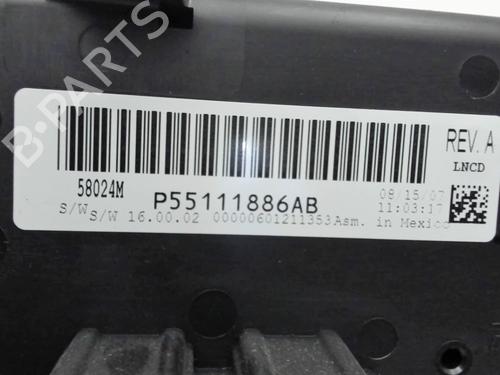 B-PARTS
REV. A
LNCD
58024M
P55111886AB
09/15/07
11:03:17
S/W S/W 16.00.02 00000601211353 Asm. in Mexico